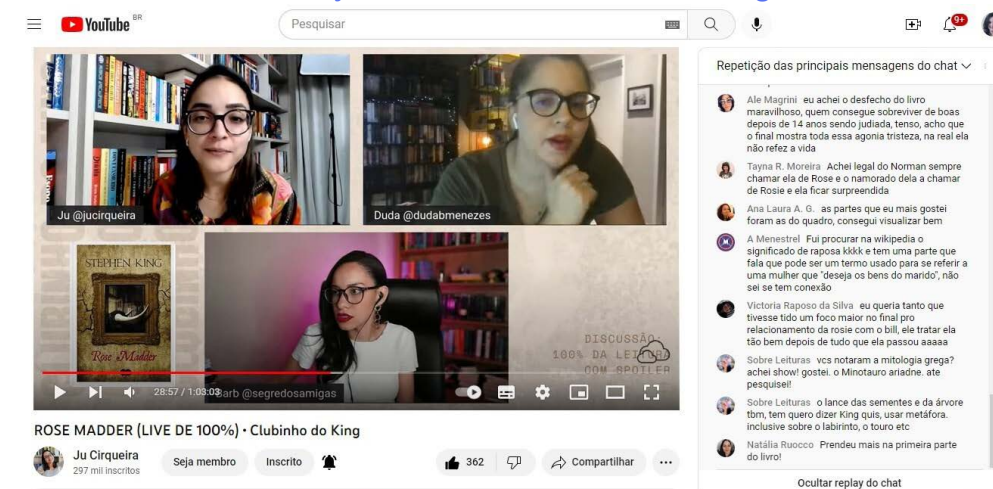 YouTube BR
Pesquisar
9+
Ju @jucirqueira
Duda @dudabmenezes
STEPHEN KING
Rose Madder
DISCUSSÃO
100% DA LEITURA
COM SPOILER
28:57 / 1:03:03
Barb @segredosamigas
ROSE MADDER (LIVE DE 100%) • Clubinho do King
Ju Cirqueira
297 mil inscritos
Seja membro
Inscrito
362
Compartilhar
Repetição das principais mensagens do chat
Ale Magrini eu achei o desfecho do livro
maravilhoso, quem consegue sobreviver de boas
depois de 14 anos sendo judiada, tenso, acho que
o final mostra toda essa agonia tristeza, na real ela
não refez a vida
Tayna R. Moreira Achei legal do Norman sempre
chamar ela de Rose e o namorado dela a chamar
de Rosie e ela ficar surpreendida
Ana Laura A. G. as partes que eu mais gostei
foram as do quadro, consegui visualizar bem
A Menestrel Fui procurar na wikipedia o
significado de raposa kkkk e tem uma parte que
fala que pode ser um termo usado para se referir a
uma mulher que "deseja os bens do marido", não
sei se tem conexão
Victoria Raposo da Silva eu queria tanto que
tivesse tido um foco maior no final pro
relacionamento da rosie com o bill, ele tratar ela
tão bem depois de tudo que ela passou aaaaa
Sobre Leituras vcs notaram a mitologia grega?
achei show! gostei. o Minotauro ariadne. ate
pesquisei!
Sobre Leituras o lance das sementes e da árvore
tbm, tem quero dizer King quis, usar metáfora.
inclusive sobre o labirinto, o touro etc
Natália Ruocco Prendeu mais na primeira parte
do livro!
Ocultar replay do chat